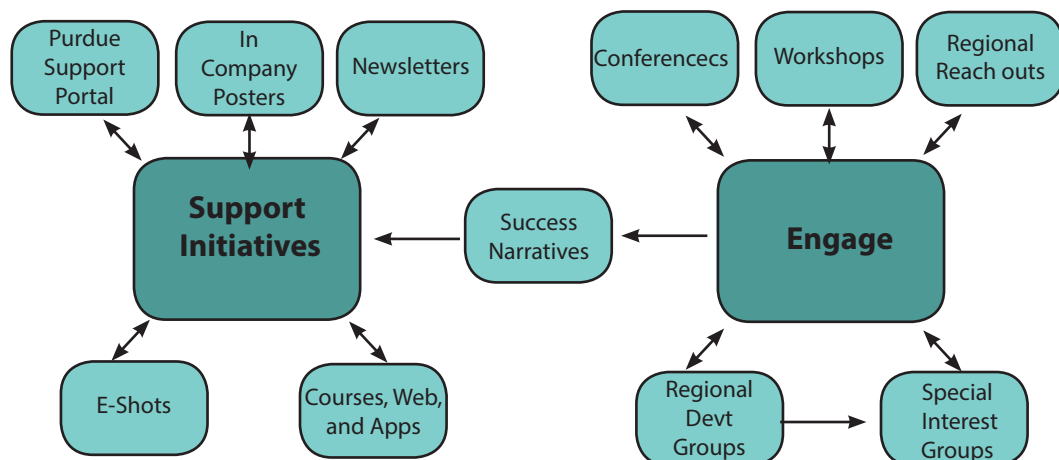 Purdue
Support
Portal
In
Company
Posters
Newsletters
Conferencecs
Workshops
Regional
Reach outs
Support
Initiatives
Success
Narratives
Engage
E-Shots
Courses, Web,
and Apps
Regional
Devt
Groups
Special
Interest
Groups